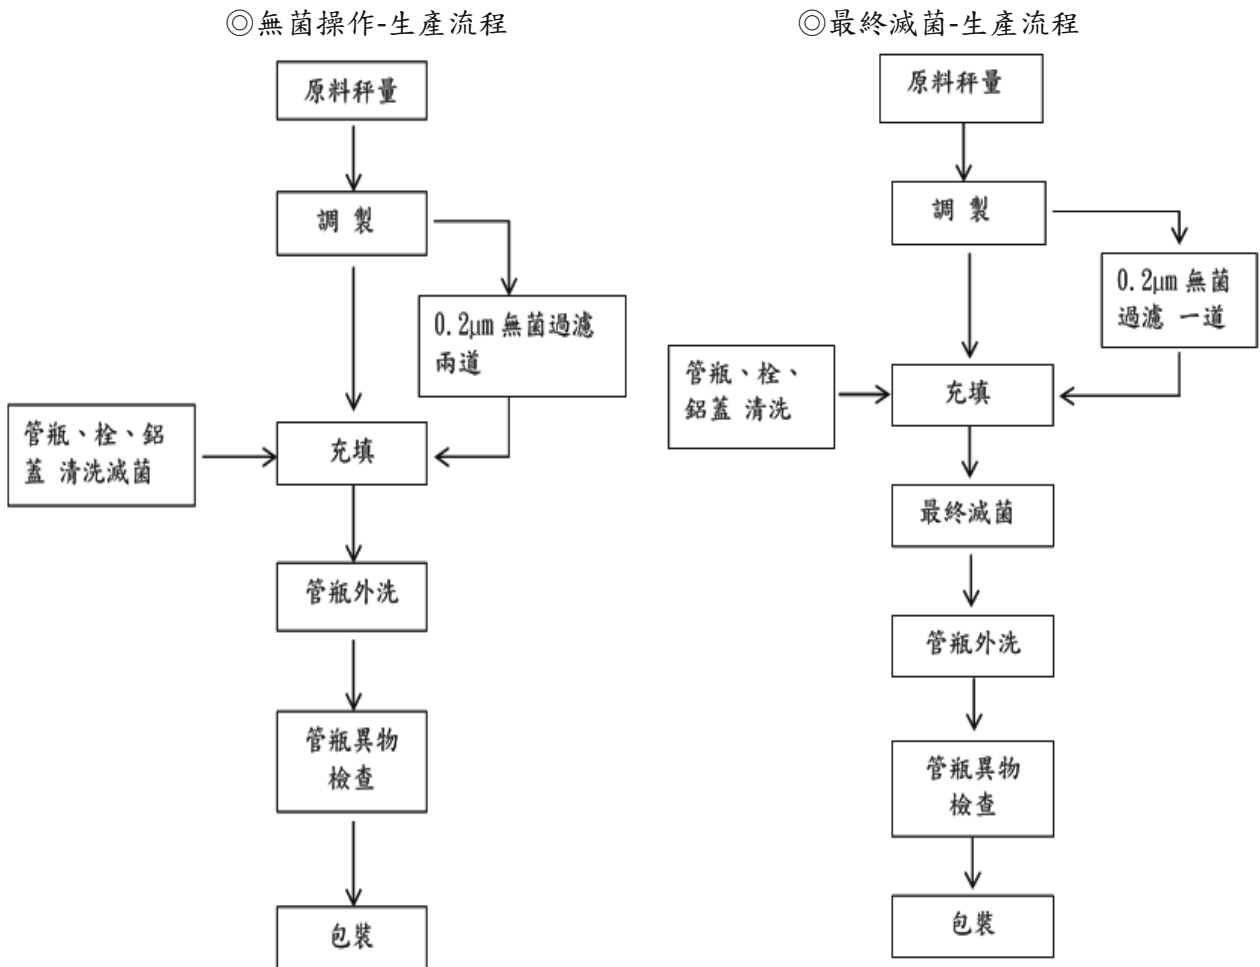 ◎無菌操作-生產流程
原料秤量
調 製
0.2μm 無菌過濾
兩道
管瓶、栓、鋁
蓋 清洗滅菌
充填
管瓶外洗
管瓶異物
檢查
包裝
◎最終滅菌-生產流程
原料秤量
調 製
0.2μm 無菌
過濾 一道
管瓶、栓、
鋁蓋 清洗
充填
最終滅菌
管瓶外洗
管瓶異物
檢查
包裝